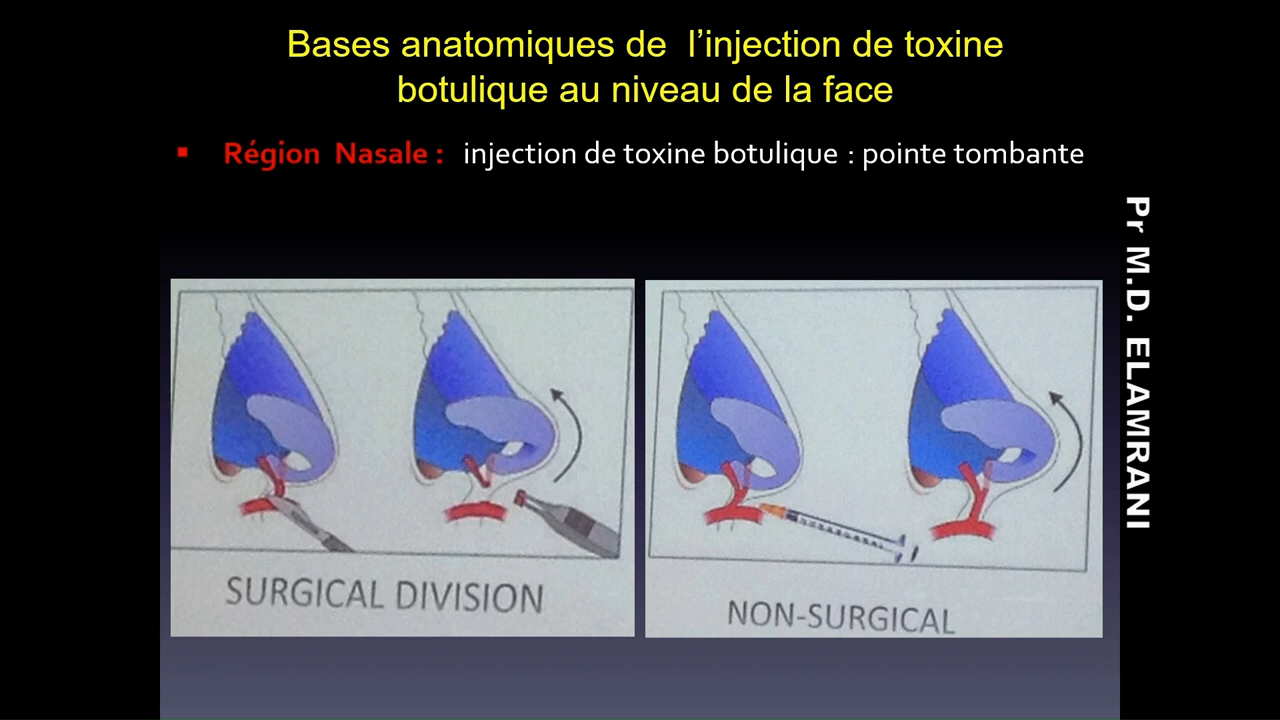 Bases anatomiques de l’injection de toxine
botulique au niveau de la face
▪ Région Nasale : injection de toxine botulique : pointe tombante
Pr M.D. ELAMRANI
SURGICAL DIVISION
NON-SURGICAL